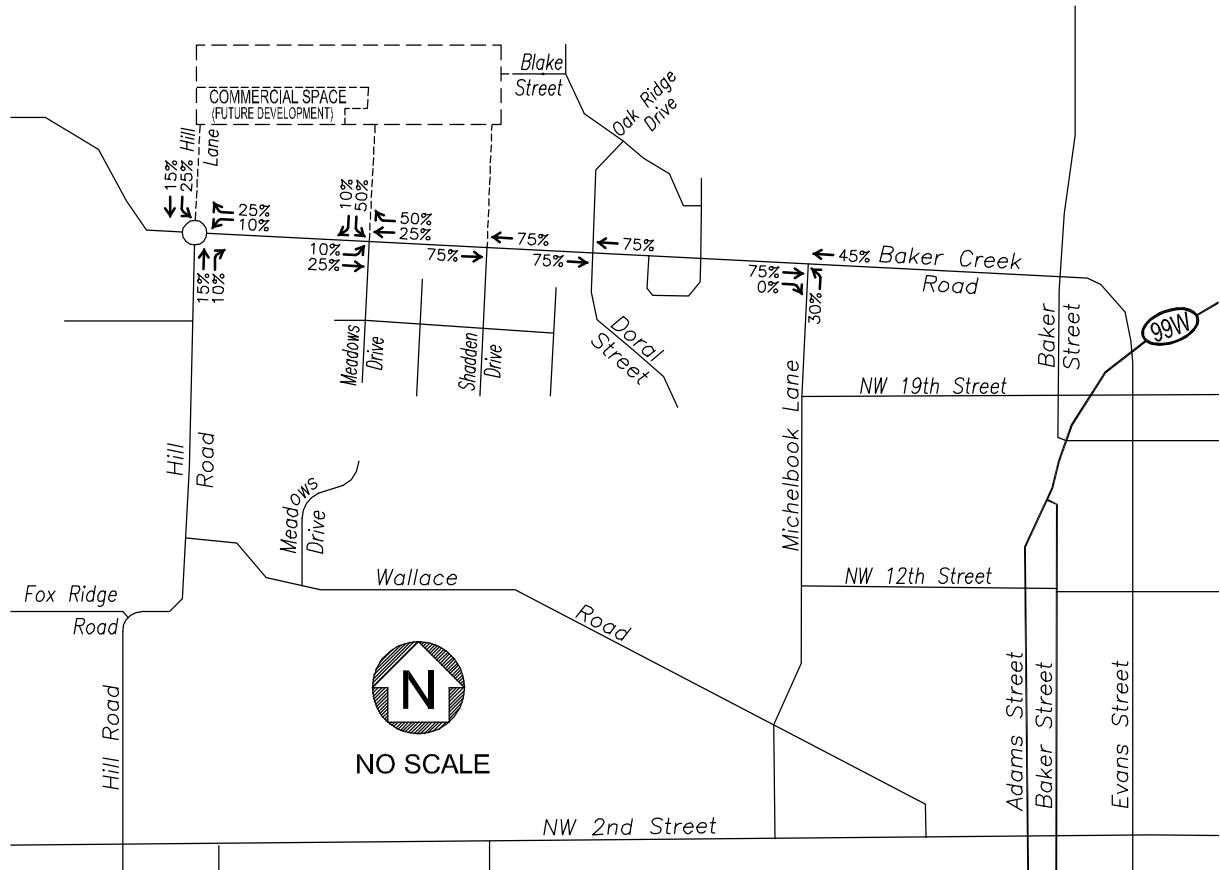 Blake
Street
Oak Ridge
Drive
COMMERCIAL SPACE
(FUTURE DEVELOPMENT)
Hill
Lane
15%
25%
25%
10%
15%
10%
10%
50%
50%
25%
10%
25%
75%
75%
75%
75%
45%
75%
0%
30%
Baker Creek
Road
Baker
Street
99W
Meadows
Drive
Shadden
Drive
Doral
Street
NW 19th Street
Hill
Road
Michelbook Lane
Meadows
Drive
Wallace
Road
NW 12th Street
Fox Ridge
Road
Hill Road
N
NO SCALE
Adams Street
Baker Street
Evans Street
NW 2nd Street